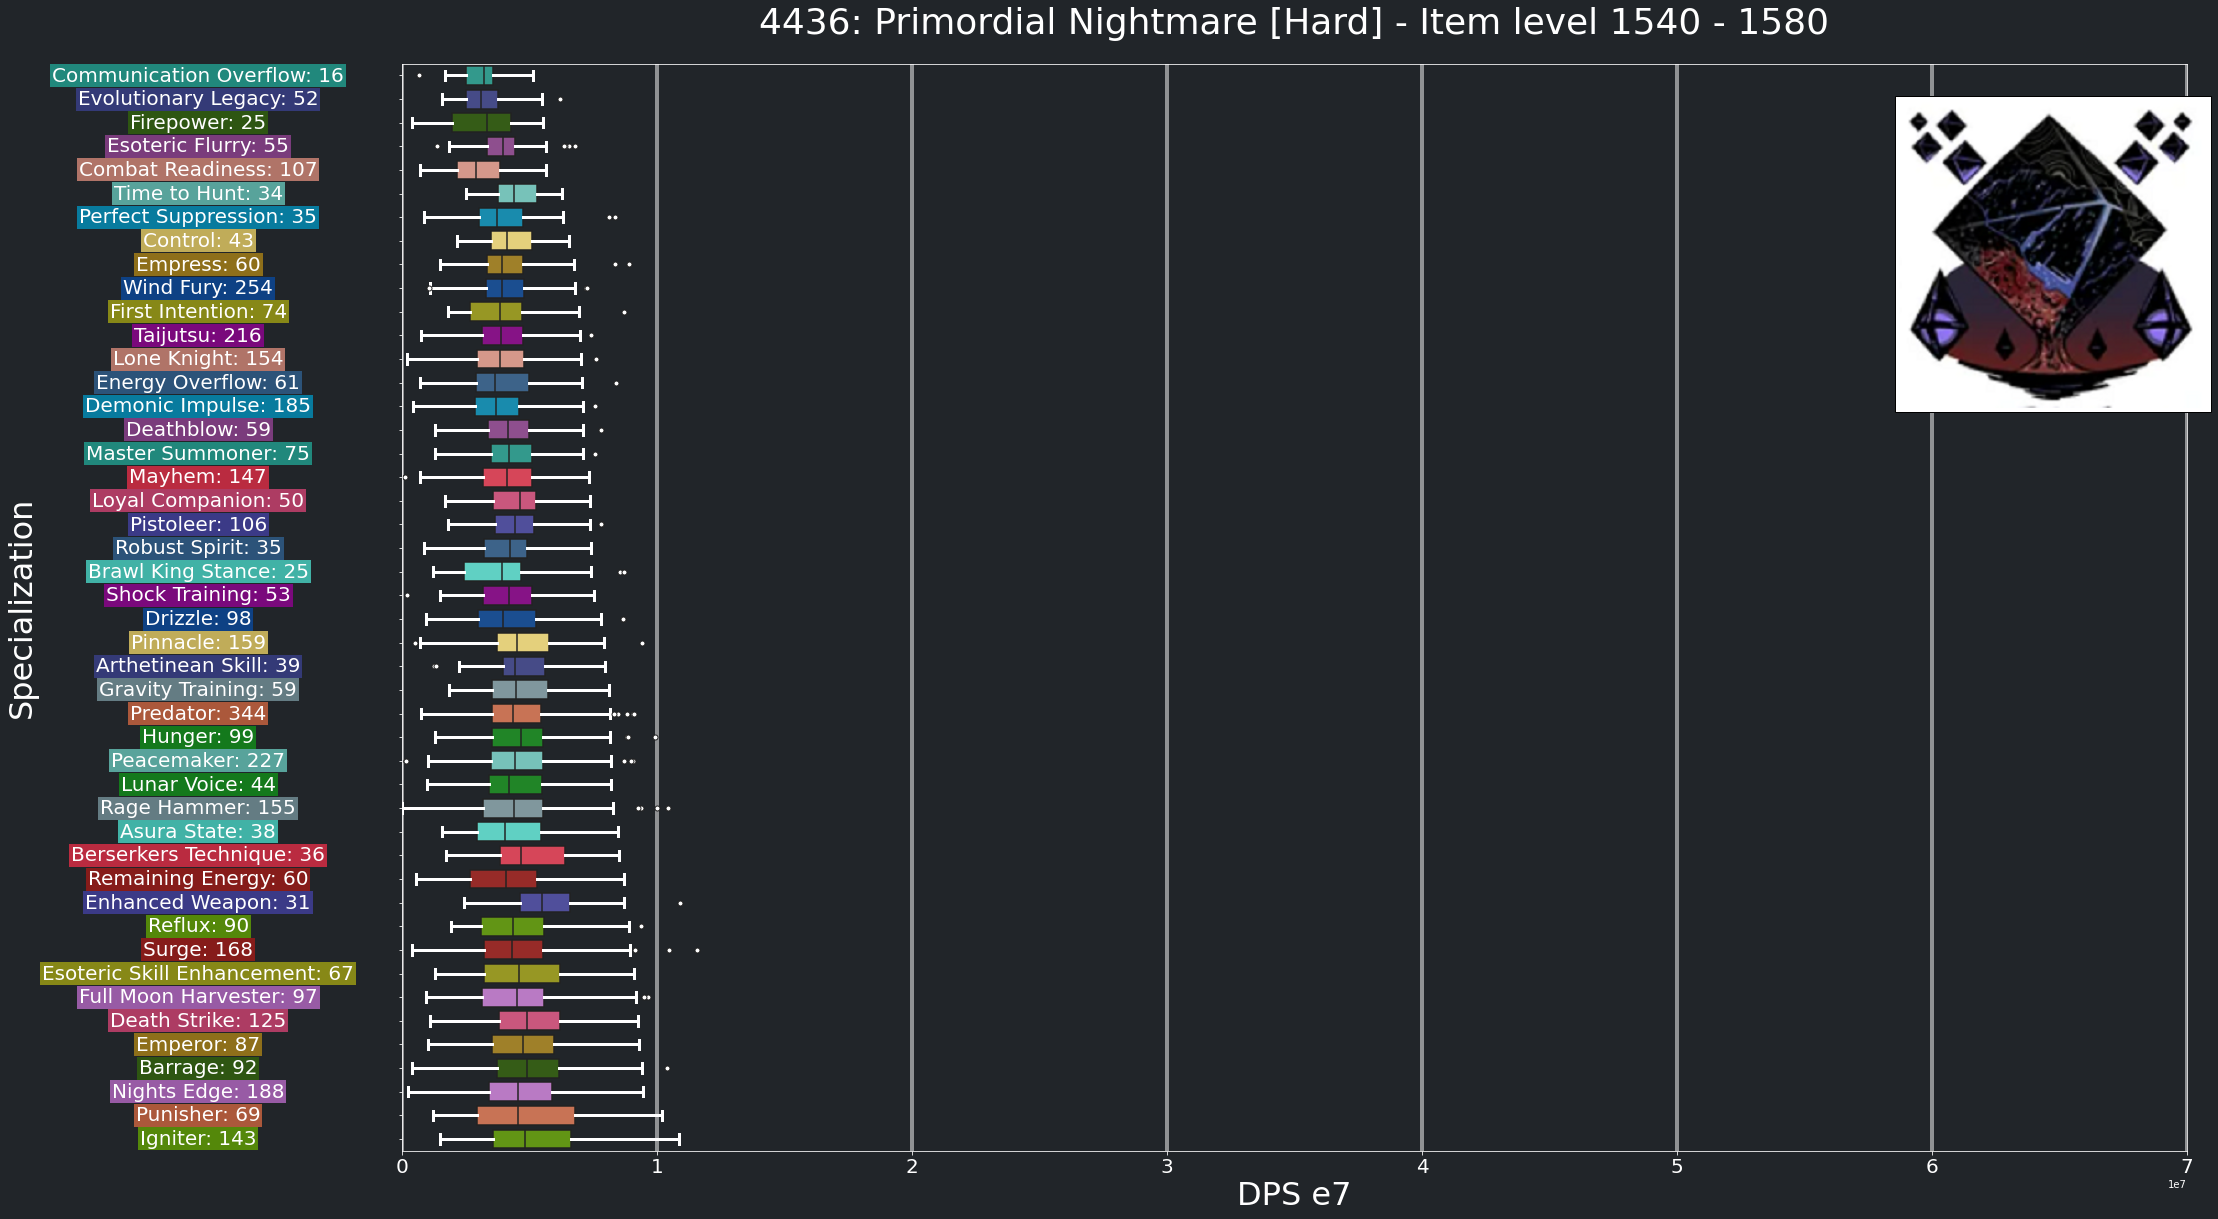 4436: Primordial Nightmare [Hard] - Item level 1540 - 1580
Communication Overflow: 16
Evolutionary Legacy: 52
Firepower: 25
Esoteric Flurry: 55
Combat Readiness: 107
Time to Hunt: 34
Perfect Suppression: 35
Control: 43
Empress: 60
Wind Fury: 254
First Intention: 74
Taijutsu: 216
Lone Knight: 154
Energy Overflow: 61
Demonic Impulse: 185
Deathblow: 59
Master Summoner: 75
Mayhem: 147
Loyal Companion: 50
Pistoleer: 106
Robust Spirit: 35
Brawl King Stance: 25
Shock Training: 53
Drizzle: 98
Pinnacle: 159
Arthetinean Skill: 39
Gravity Training: 59
Predator: 344
Hunger: 99
Peacemaker: 227
Lunar Voice: 44
Rage Hammer: 155
Asura State: 38
Berserkers Technique: 36
Remaining Energy: 60
Enhanced Weapon: 31
Reflux: 90
Surge: 168
Esoteric Skill Enhancement: 67
Full Moon Harvester: 97
Death Strike: 125
Emperor: 87
Barrage: 92
Nights Edge: 188
Punisher: 69
Igniter: 143
Specialization
0 1 2 3 4 5 6 7
1e7
DPS e7